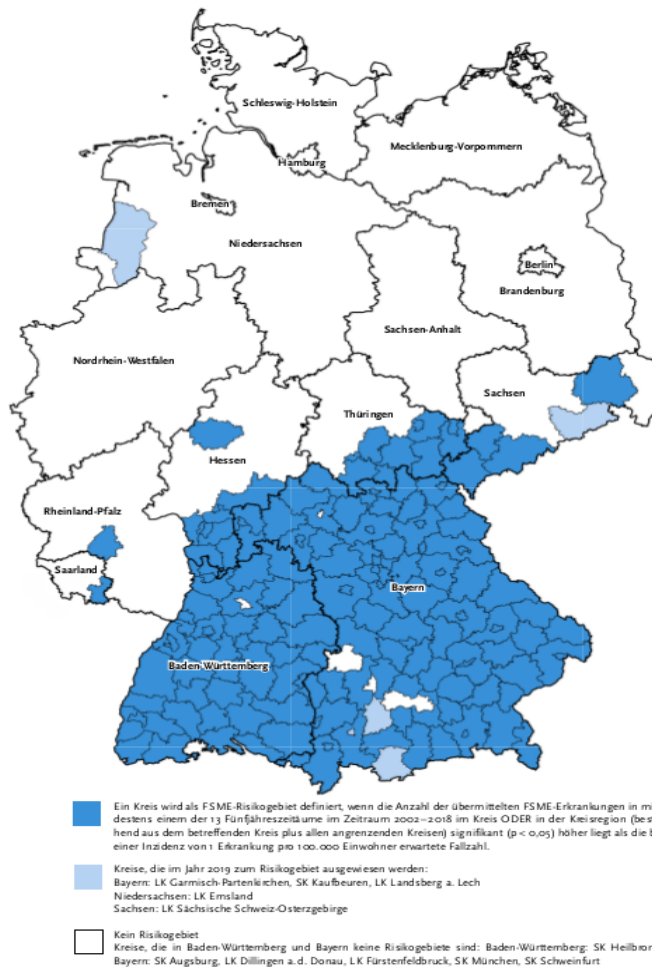 Schleswig-Holstein
Mecklenburg-Vorpommern
Hamburg
Bremen
Niedersachsen
Berlin
Brandenburg
Sachsen-Anhalt
Nordrhein-Westfalen
Sachsen
Thüringen
Hessen
Rheinland-Pfalz
Saarland
Bayern
Baden-Württemberg
Ein Kreis wird als FSME-Risikogebiet definiert, wenn die Anzahl der übermittelten FSME-Erkrankungen in mi
destens einem der 13 Fünfjahreszeitäume im Zeitraum 2002–2018 im Kreis ODER in der Kreisregion (best
hend aus dem betreffenden Kreis plus allen angrenzenden Kreisen) signifikant (p < 0,05) höher liegt als die b
einer Inzidenz von 1 Erkrankung pro 100.000 Einwohner erwartete Fallzahl.
Kreise, die im Jahr 2019 zum Risikogebiet ausgewiesen werden:
Bayern: LK Garmisch-Partenkirchen, SK Kaufbeuren, LK Landsberg a. Lech
Niedersachsen: LK Emsland
Sachsen: LK Sächsische Schweiz-Osterzgebirge
Kein Risikogebiet
Kreise, die in Baden-Württemberg und Bayern keine Risikogebiete sind: Baden-Württemberg: SK Heilbron
Bayern: SK Augsburg, LK Dillingen a.d. Donau, LK Fürstenfeldbruck, SK München, SK Schweinfurt